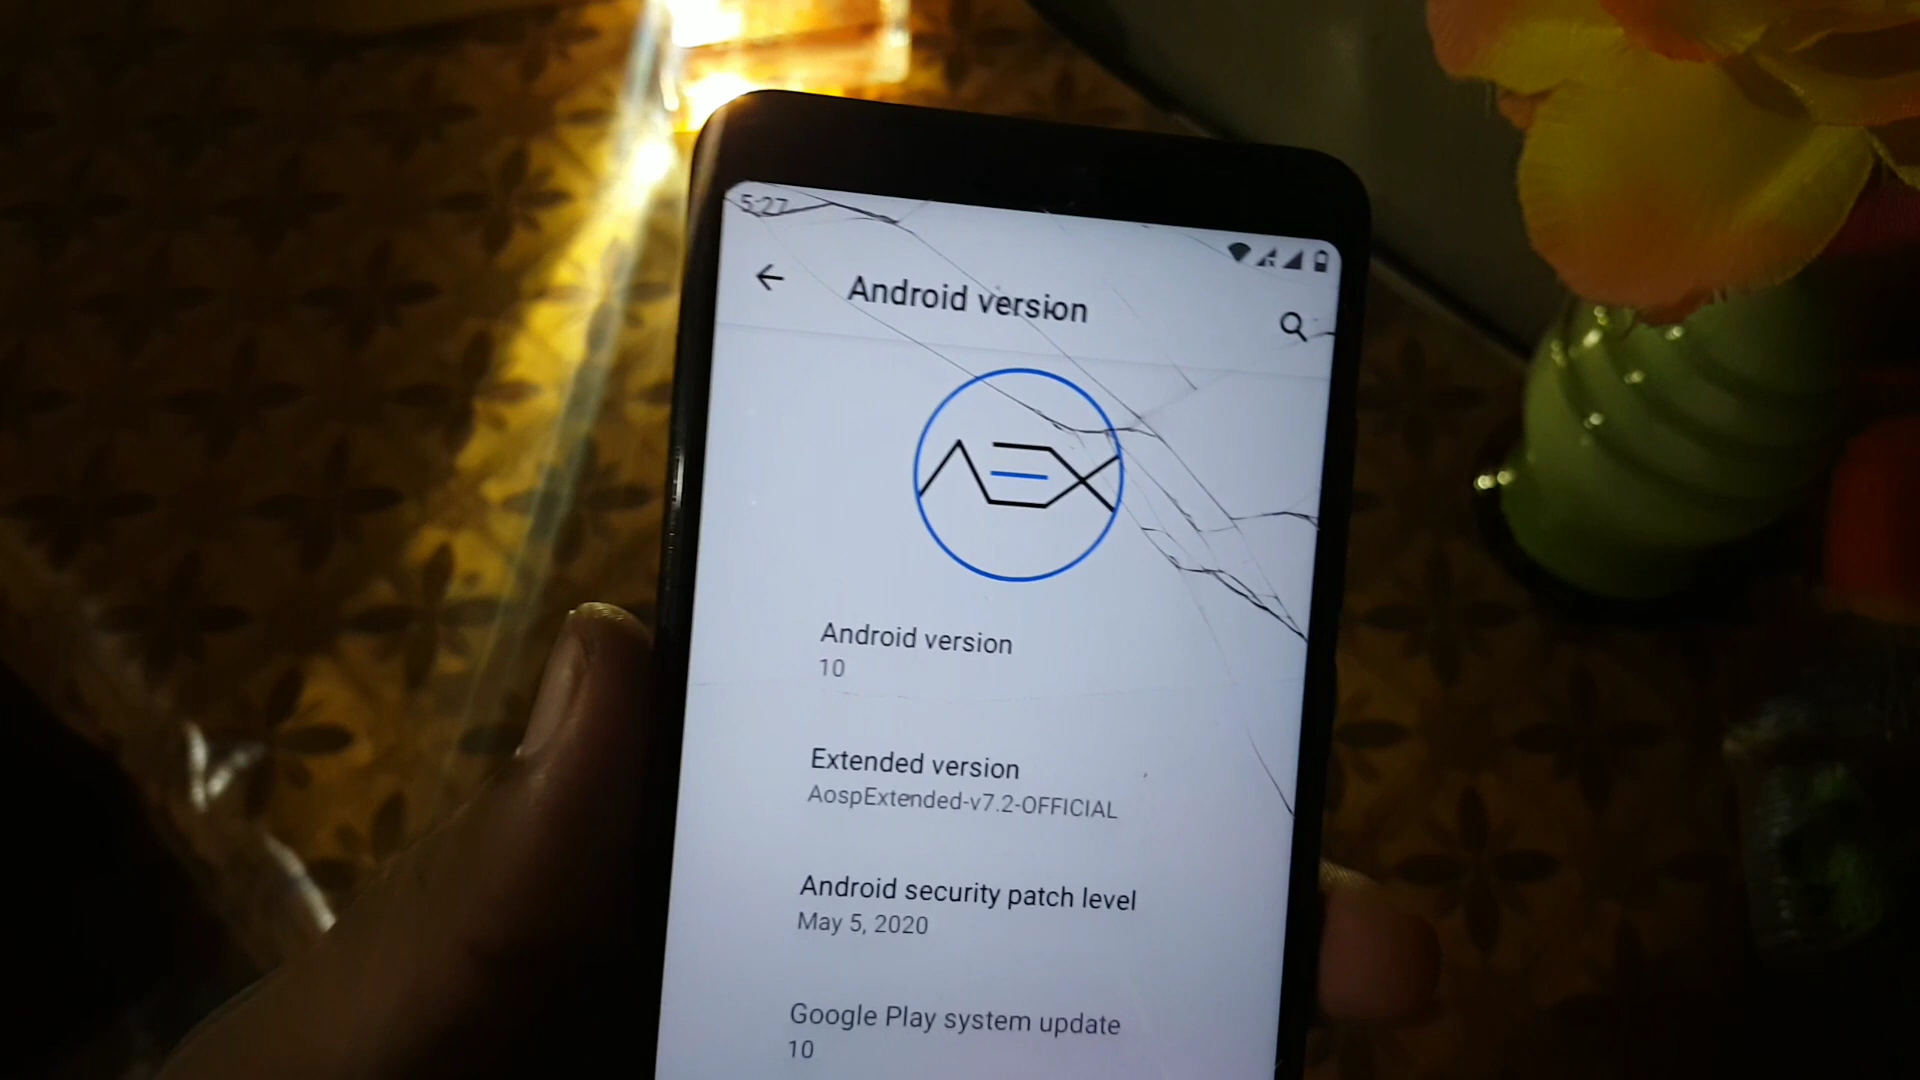 5:27
Android version
AEX
Android version
10
Extended version
AospExtended-v7.2-OFFICIAL
Android security patch level
May 5, 2020
Google Play system update
10